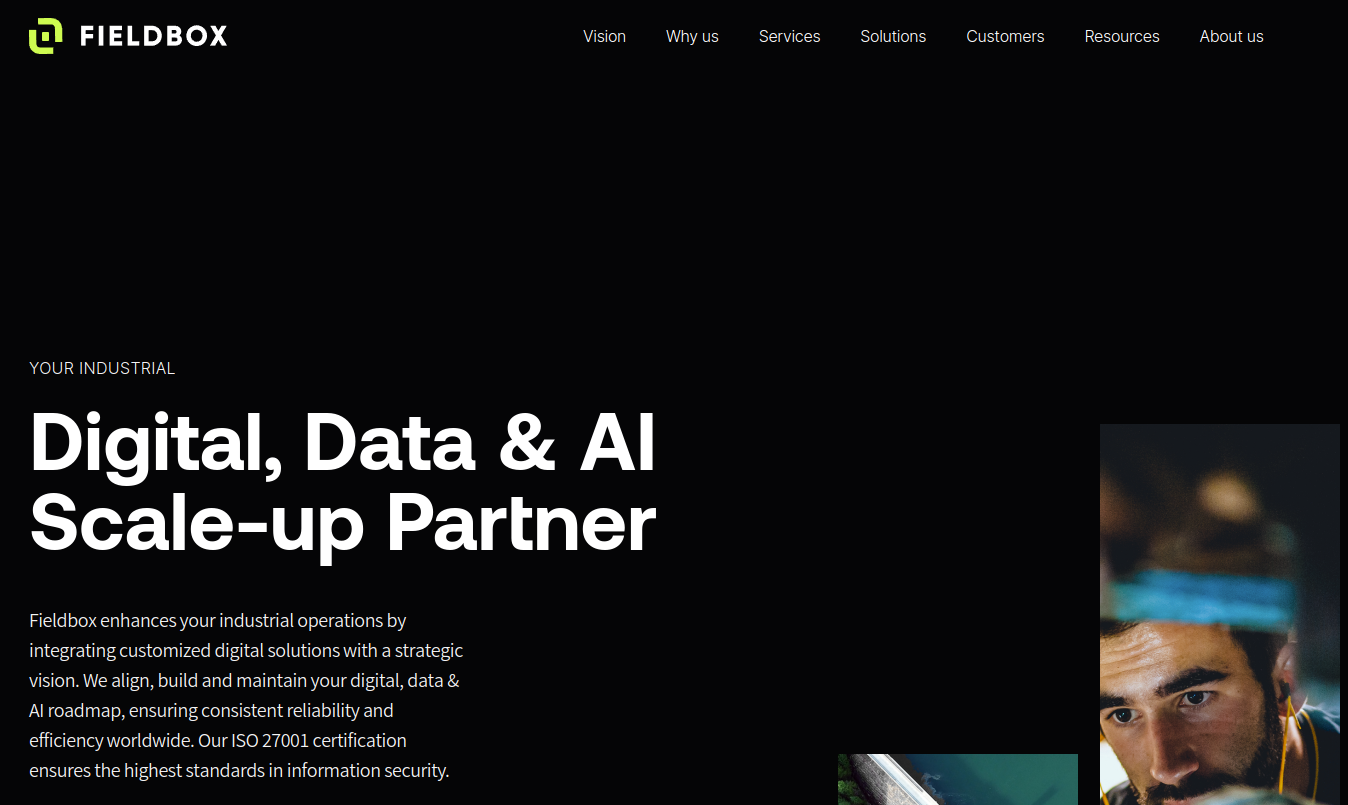 FIELDBOX
Vision
Why us
Services
Solutions
Customers
Resources
About us
YOUR INDUSTRIAL
Digital, Data & AI
Scale-up Partner
Fieldbox enhances your industrial operations by
integrating customized digital solutions with a strategic
vision. We align, build and maintain your digital, data &
AI roadmap, ensuring consistent reliability and
efficiency worldwide. Our ISO 27001 certification
ensures the highest standards in information security.